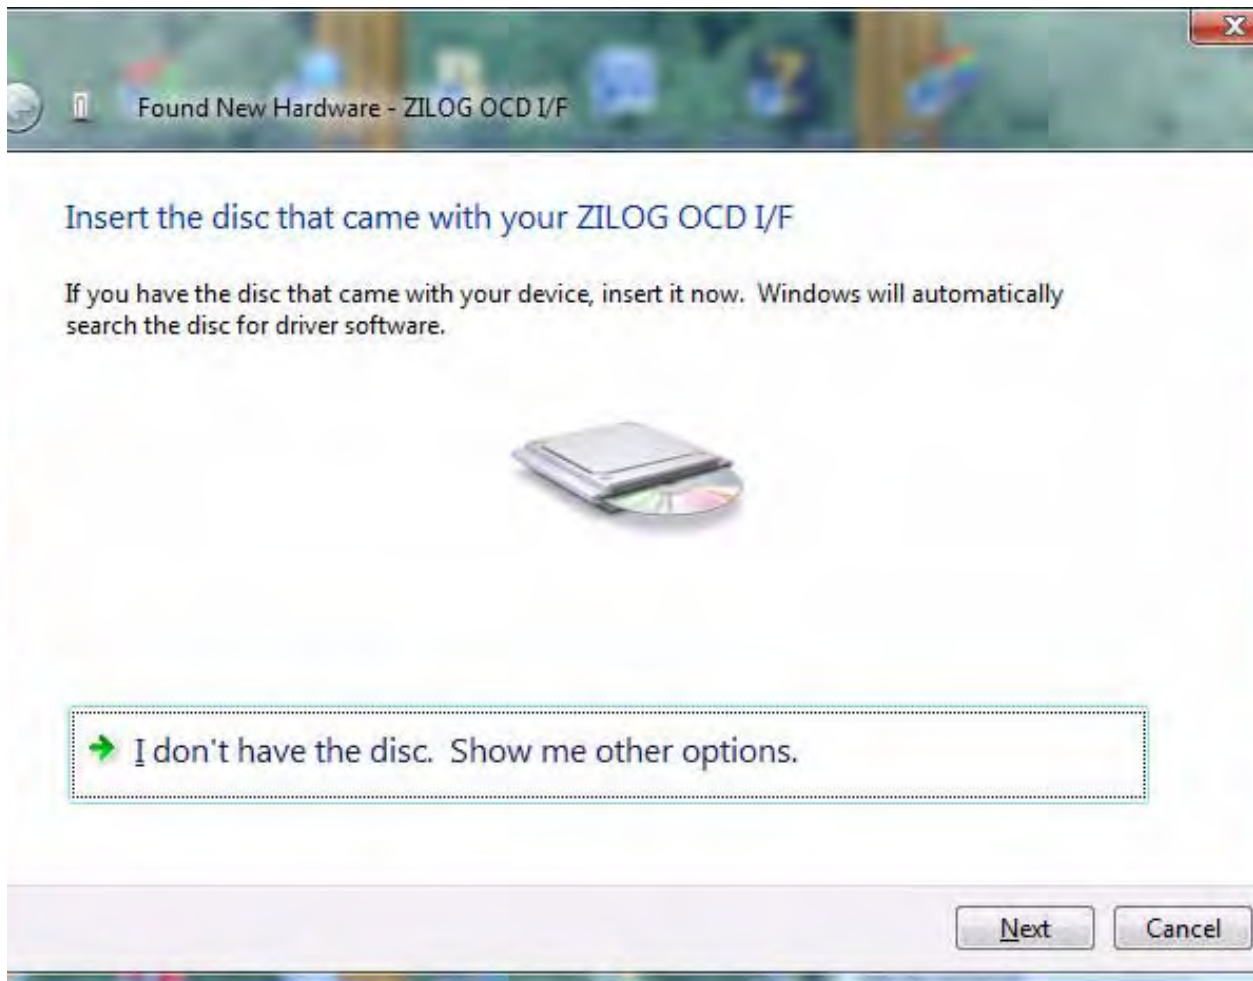 Found New Hardware - ZILOG OCD I/F
Insert the disc that came with your ZILOG OCD I/F
If you have the disc that came with your device, insert it now.  Windows will automatically
search the disc for driver software.
I don't have the disc.  Show me other options.
Next
Cancel